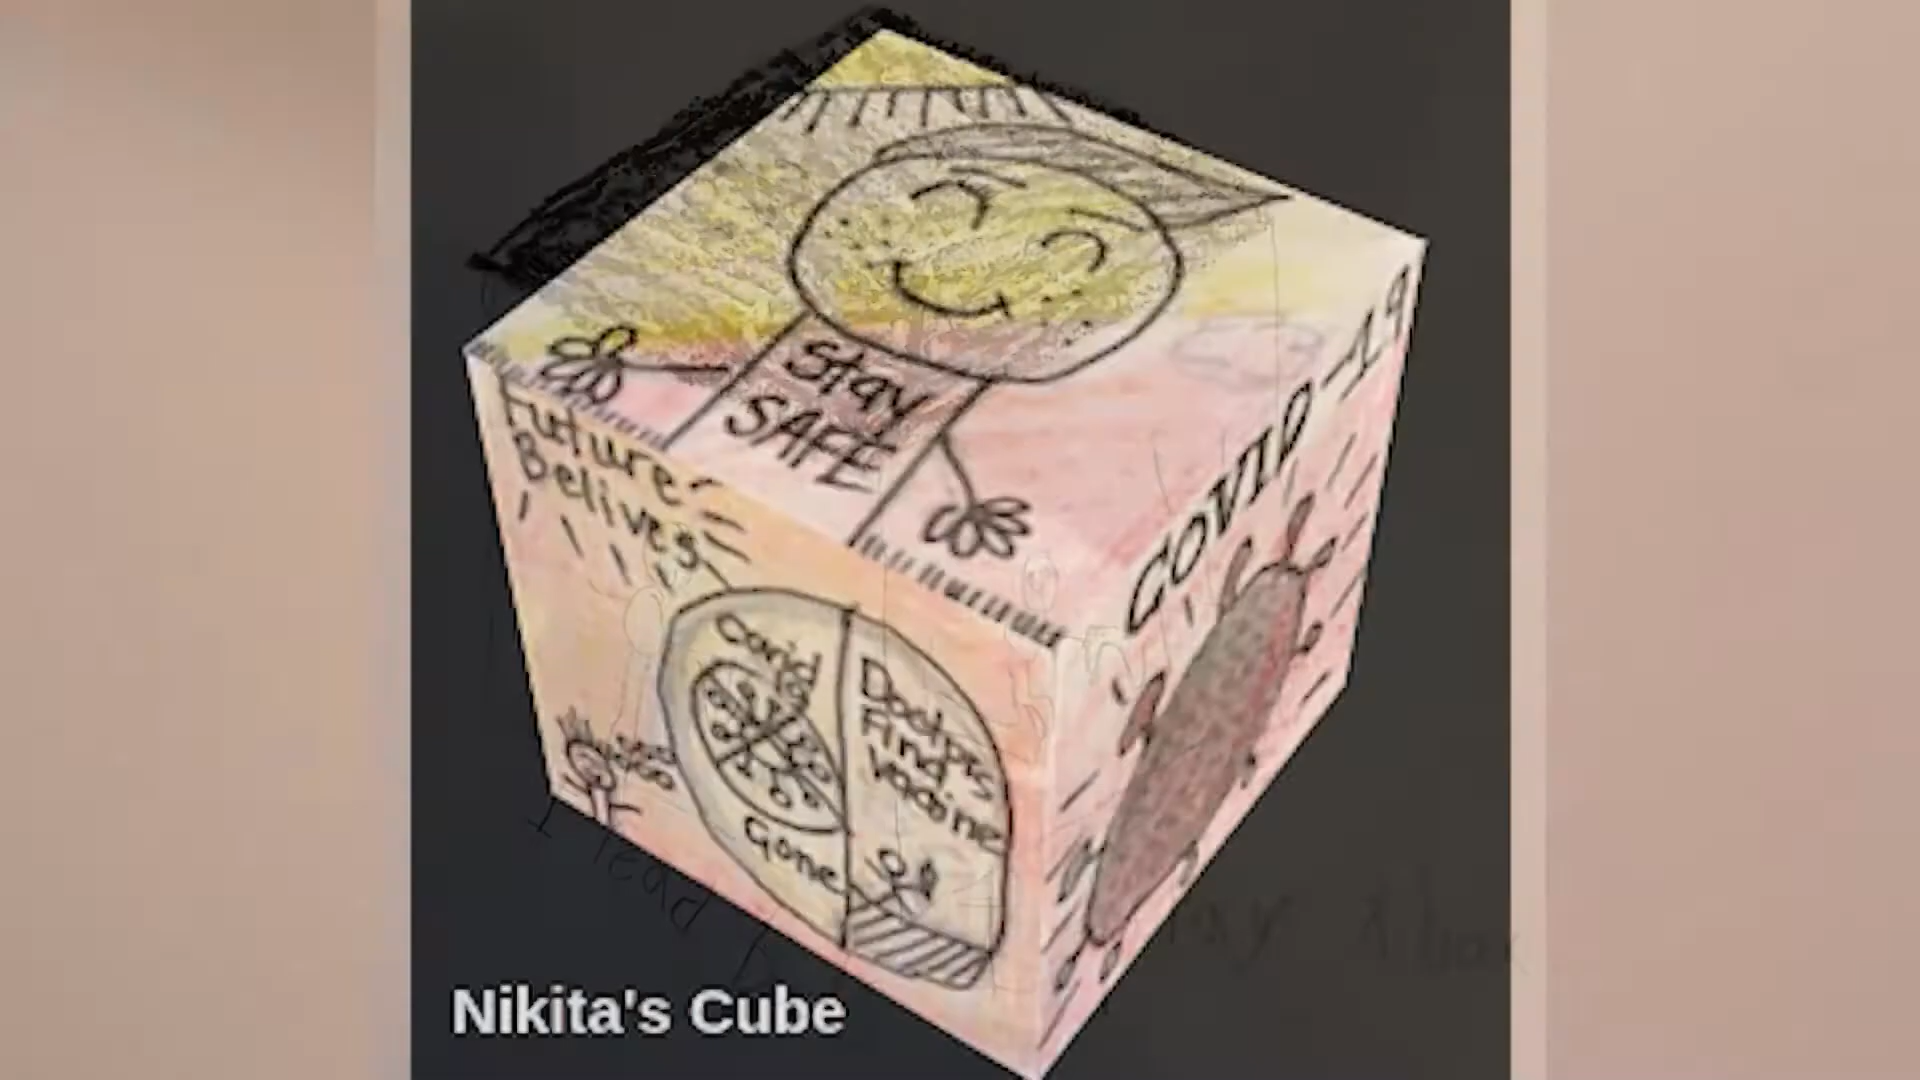 Stay
SAFE
COVID-19
Future
Belives
Covid
Gone
Doctors
Find
Vaccine
Nikita's Cube